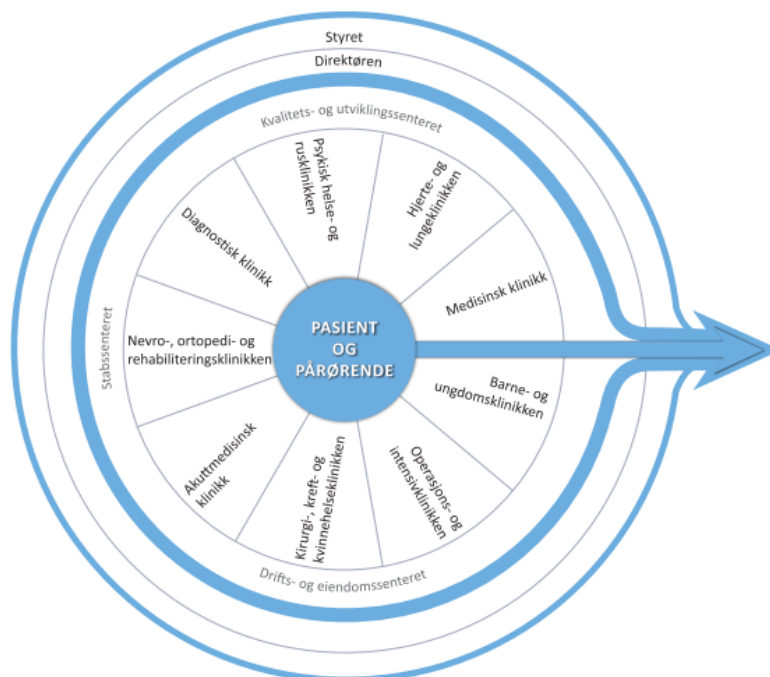 Styret
Direktøren
Kvalitets- og utviklingssenteret
Psykisk helse- og
rusklinikken
Hjerte- og
lungeklinikken
Diagnostisk klinikk
Medisinsk klinikk
Stabssenteret
Nevro-, ortopedi- og
rehabiliteringsklinikken
PASIENT
OG
PÅRØRENDE
Barne- og
ungdomsklinikken
Akuttmedisinsk
klinikk
Kirurgi-, kreft- og
kvinnehelseklinikken
Operasjons- og
intensivklinikken
Drifts- og eiendomssenteret